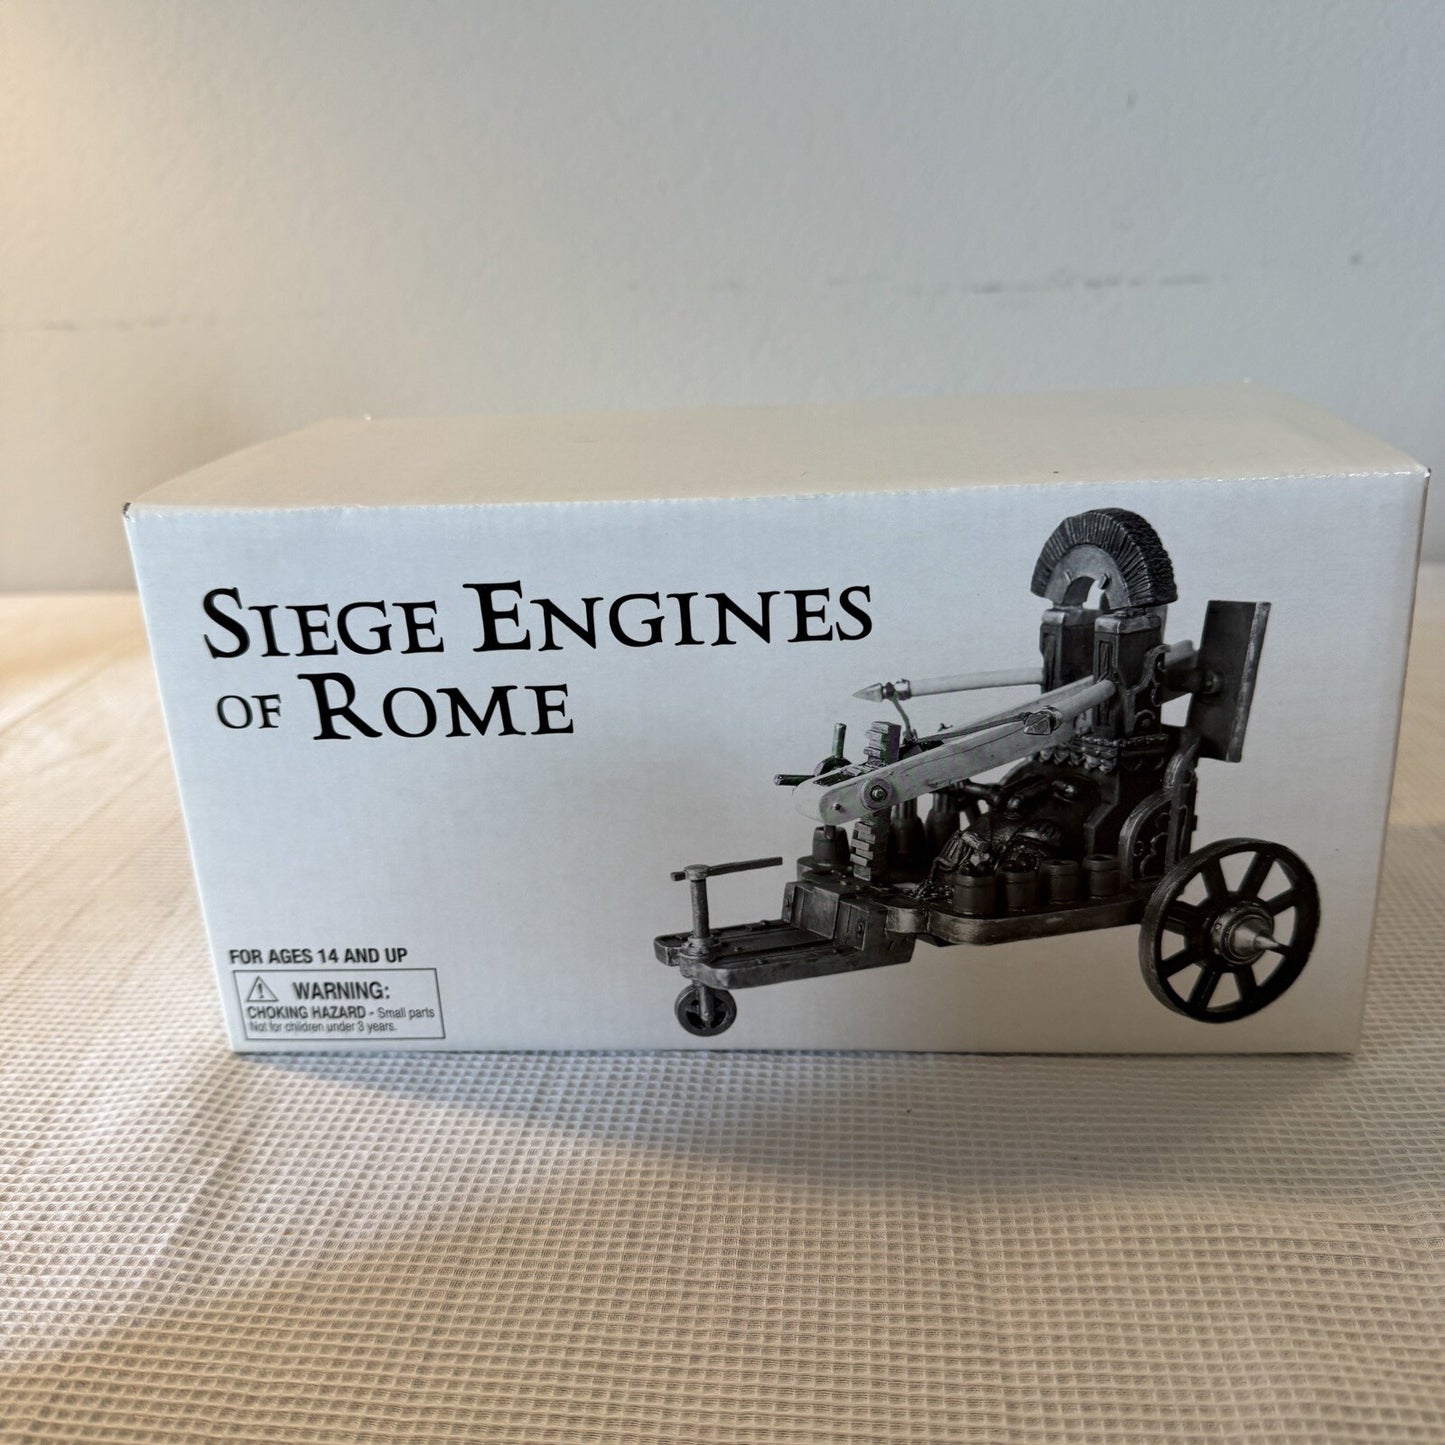 SIEGE ENGINES
OF ROME
FOR AGES 14 AND UP
WARNING:
CHOKING HAZARD - Small parts
Not for children under 3 years.